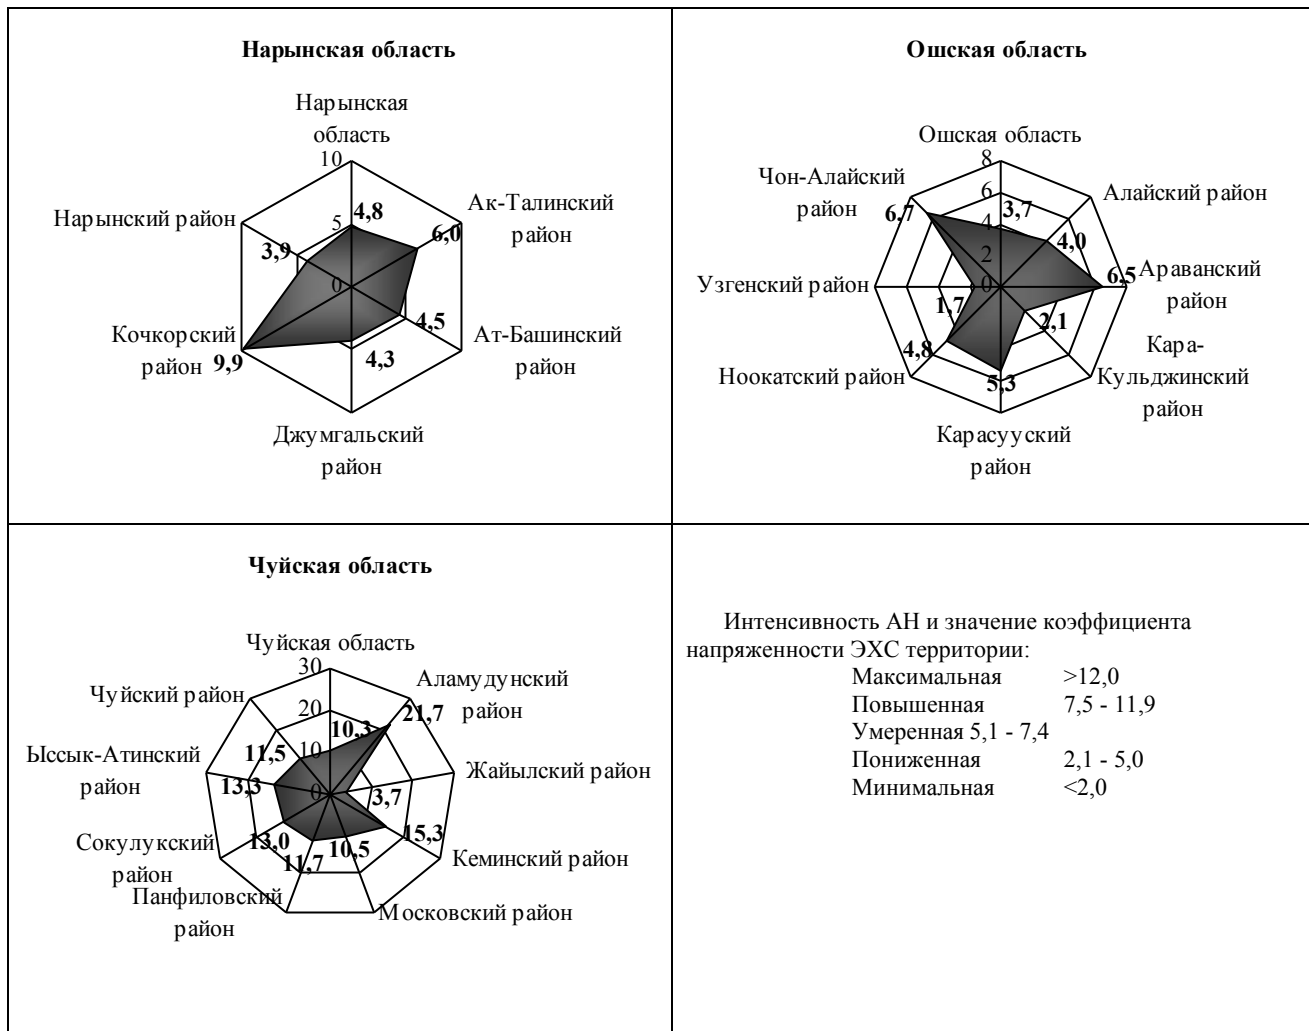 Нарынская область
Нарынская
область
10
5
0
4,8
Ак-Талинский
район
6,0
Ат-Башинский
район
4,5
Джумгальский
район
4,3
Кочкорский
район
9,9
Нарынский район
3,9
Ошская область
Ошская область
8
6
4
2
0
3,7
Алайский район
4,0
Араванский
район
6,5
Кара-
Кульджинский
район
2,1
Карасууский
район
5,3
Ноокатский район
4,8
Узгенский район
1,7
Чон-Алайский
район
6,7
Чуйская область
Чуйская область
30
20
10
0
10,3
Аламудунский
район
21,7
Жайылский район
3,7
Кеминский район
15,3
Московский район
10,5
Панфиловский
район
11,7
Сокулукский
район
13,0
Ыссык-Атинский
район
13,3
Чуйский район
11,5
Интенсивность АН и значение коэффициента
напряженности ЭХС территории:
Максимальная >12,0
Повышенная 7,5 - 11,9
Умеренная 5,1 - 7,4
Пониженная 2,1 - 5,0
Минимальная <2,0